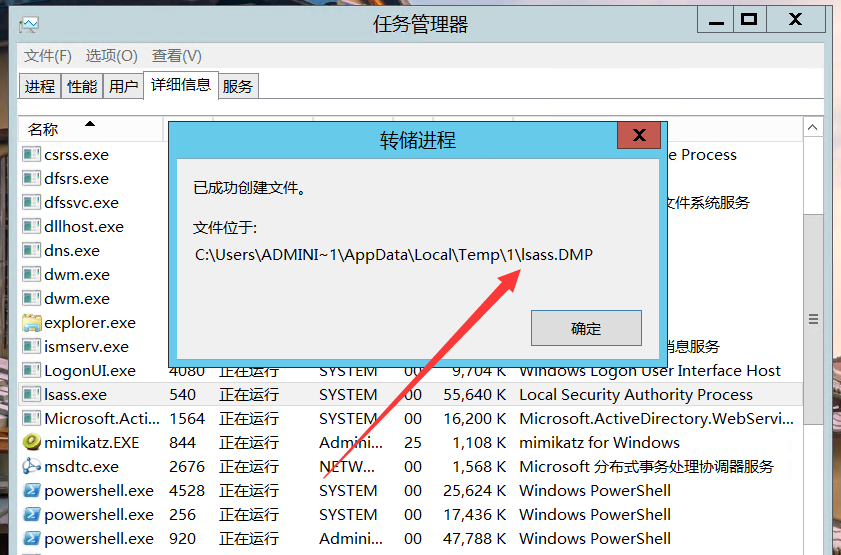 任务管理器
文件(F) 选项(O) 查看(V)
进程 性能 用户 详细信息 服务
名称
转储进程
X
已成功创建文件。
文件位于:
C:\Users\ADMINI~1\AppData\Local\Temp\1\lsass.DMP
确定
csrss.exe e Process
dfsrs.exe
dfssvc.exe 文件系统服务
dllhost.exe
dns.exe
dwm.exe
dwm.exe
explorer.exe
ismserv.exe 消息服务
LogonUI.exe 4080 正在运行 SYSTEM 00 9,704 K Windows Logon User Interface Host
lsass.exe 540 正在运行 SYSTEM 00 55,640 K Local Security Authority Process
Microsoft.Acti... 1564 正在运行 SYSTEM 00 16,200 K Microsoft.ActiveDirectory.WebServi...
mimikatz.EXE 844 正在运行 Admini... 25 1,108 K mimikatz for Windows
msdtc.exe 2676 正在运行 NETW... 00 1,568 K Microsoft 分布式事务处理协调器服务
powershell.exe 4528 正在运行 SYSTEM 00 25,624 K Windows PowerShell
powershell.exe 256 正在运行 SYSTEM 00 17,436 K Windows PowerShell
powershell.exe 920 正在运行 Admini... 00 47,788 K Windows PowerShell